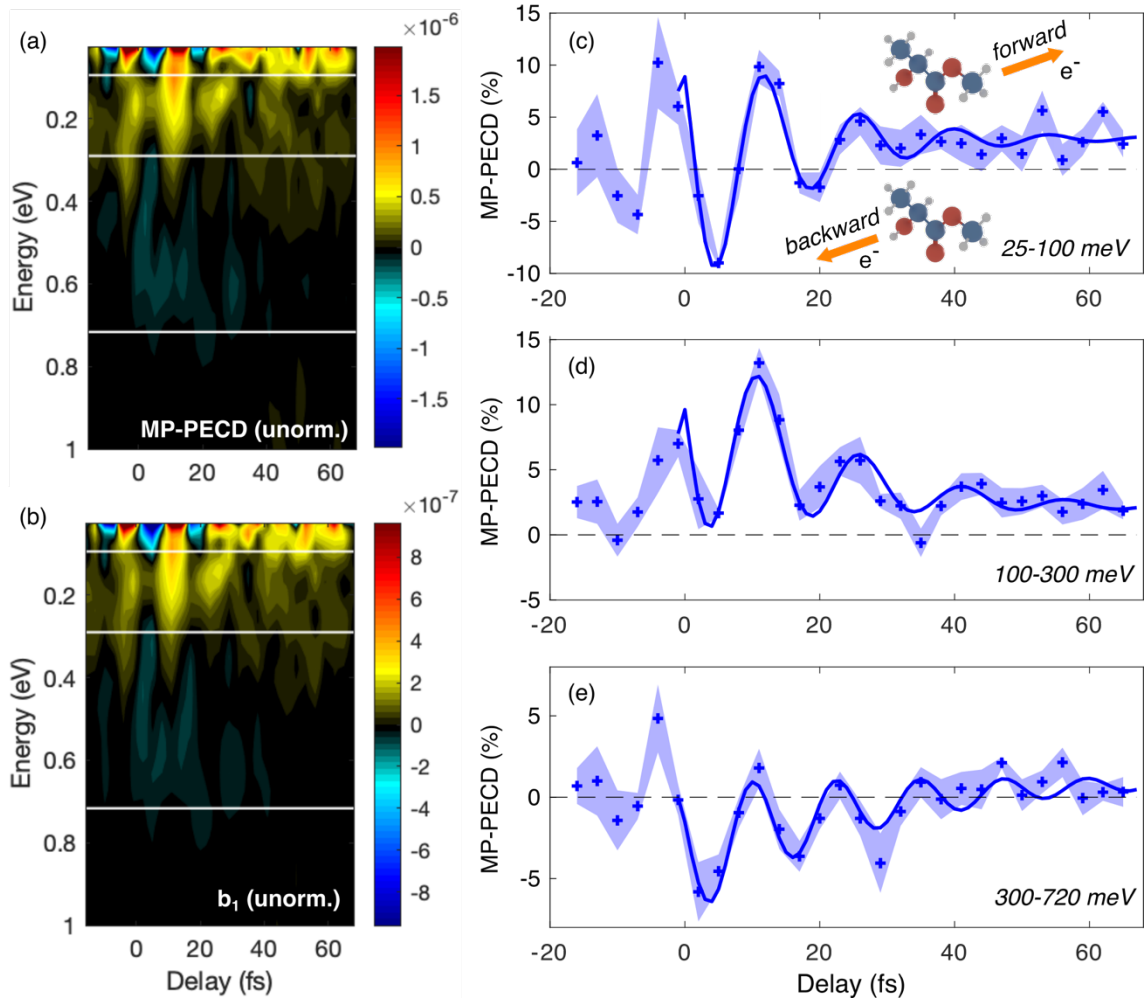 (a)
×10⁻⁶
Energy (eV)
0.2
0.4
0.6
0.8
1
0 20 40 60
1.5
1
0.5
0
-0.5
-1
-1.5
MP-PECD (unorm.)
(b)
×10⁻⁷
Energy (eV)
0.2
0.4
0.6
0.8
1
8
6
4
2
0
-2
-4
-6
-8
b₁ (unorm.)
0 20 40 60
Delay (fs)
(c)
MP-PECD (%)
15
10
5
0
-5
-10
forward
e⁻
backward
e⁻
25-100 meV
-20 0 20 40 60
(d)
MP-PECD (%)
15
10
5
0
-5
100-300 meV
-20 0 20 40 60
(e)
MP-PECD (%)
5
0
-5
300-720 meV
-20 0 20 40 60
Delay (fs)